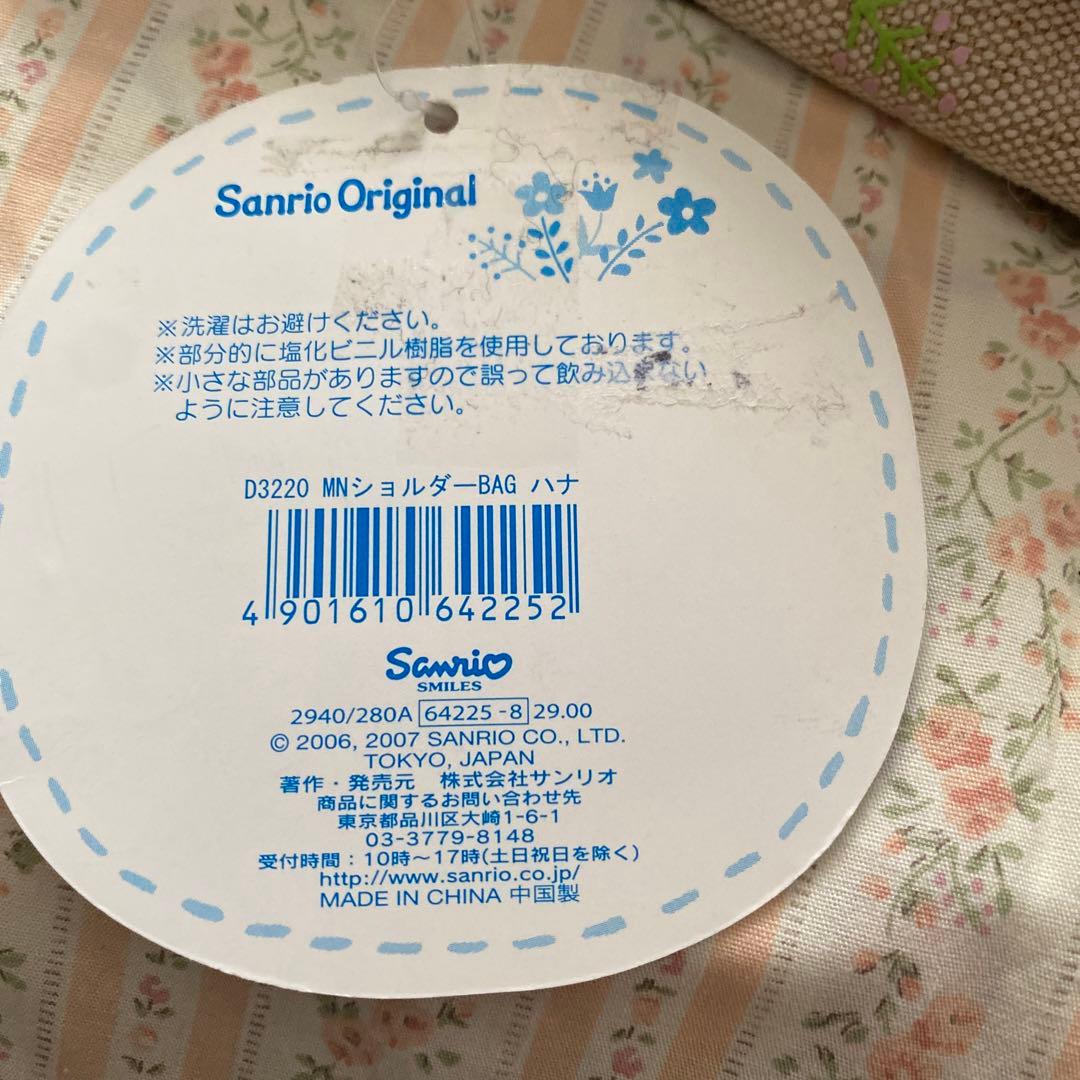 Sanrio Original
※洗濯はお避けください。
※部分的に塩化ビニル樹脂を使用しております。
※小さな部品がありますので誤って飲み込まない
ように注意してください。
D3220 MNショルダーBAG ハナ
4 901610 642252
Sanrio
SMILES
2940/280A 64225-8 29.00
© 2006, 2007 SANRIO CO., LTD.
TOKYO, JAPAN
著作・発売元 株式会社サンリオ
商品に関するお問い合わせ先
東京都品川区大崎1-6-1
03-3779-8148
受付時間：10時～17時(土日祝日を除く)
http://www.sanrio.co.jp/
MADE IN CHINA 中国製